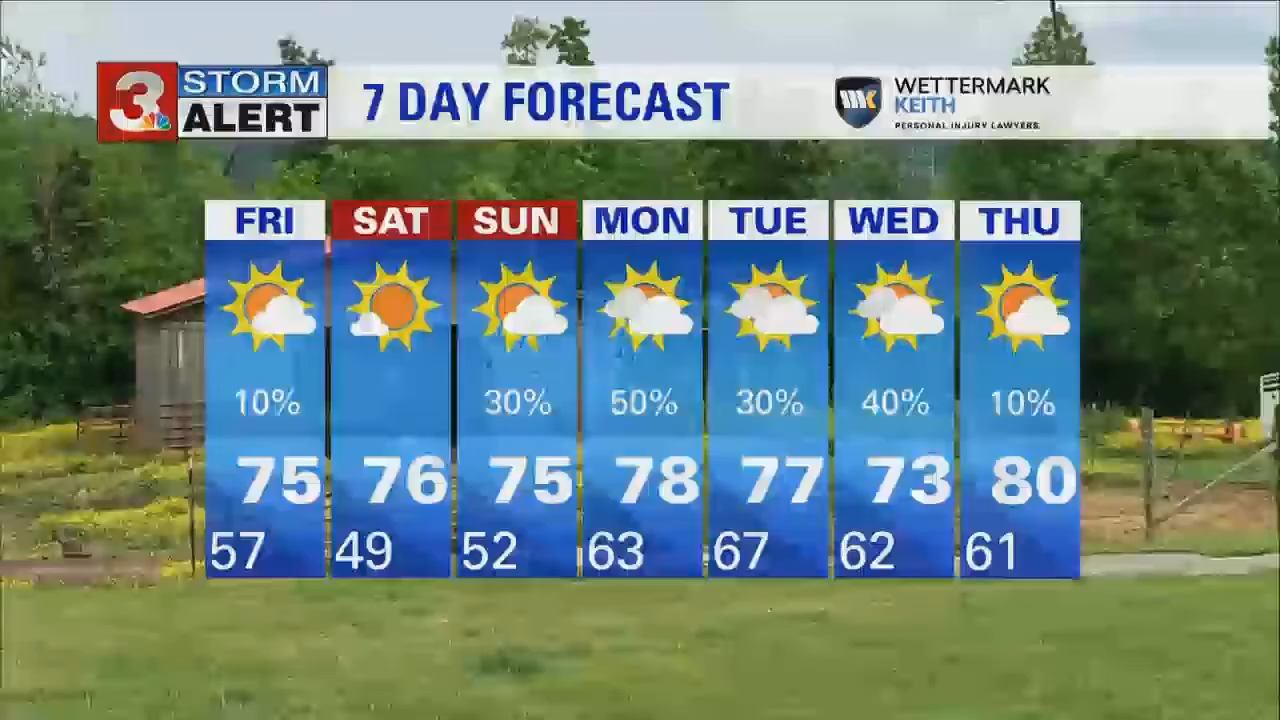 3 STORM ALERT
7 DAY FORECAST
WETTERMARK
KEITH
PERSONAL INJURY LAWYERS
FRI SAT SUN MON TUE WED THU
10% 30% 50% 30% 40% 10%
75 76 75 78 77 73 80
57 49 52 63 67 62 61